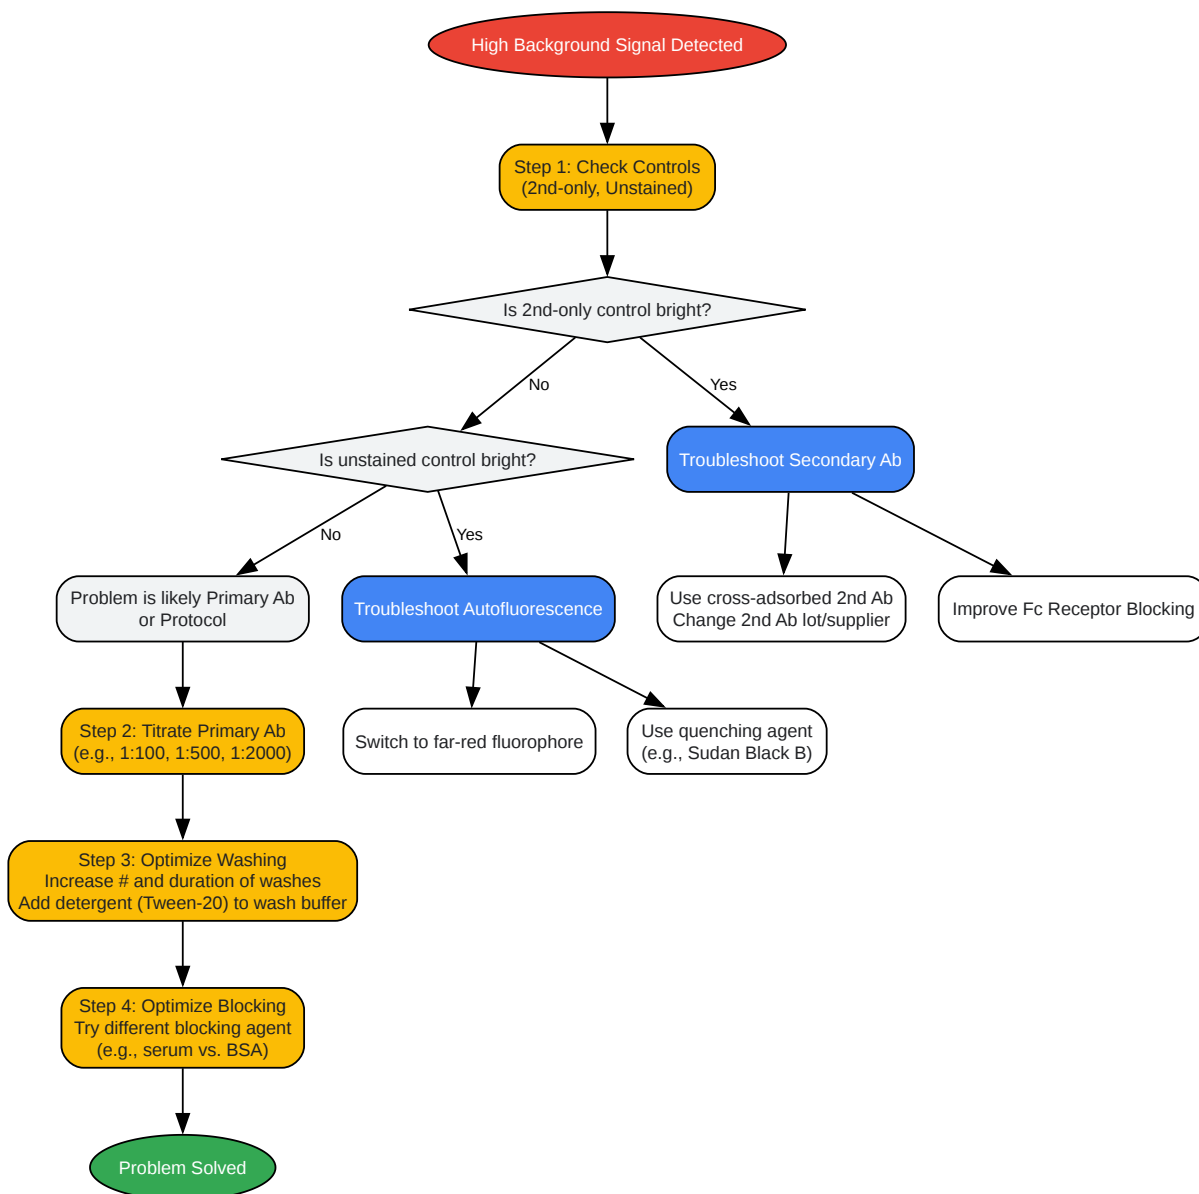 High Background Signal Detected
Step 1: Check Controls
(2nd-only, Unstained)
Is 2nd-only control bright?
No
Yes
Is unstained control bright?
Troubleshoot Secondary Ab
No
Yes
Problem is likely Primary Ab
or Protocol
Troubleshoot Autofluorescence
Use cross-adsorbed 2nd Ab
Change 2nd Ab lot/supplier
Improve Fc Receptor Blocking
Step 2: Titrate Primary Ab
(e.g., 1:100, 1:500, 1:2000)
Switch to far-red fluorophore
Use quenching agent
(e.g., Sudan Black B)
Step 3: Optimize Washing
Increase # and duration of washes
Add detergent (Tween-20) to wash buffer
Step 4: Optimize Blocking
Try different blocking agent
(e.g., serum vs. BSA)
Problem Solved